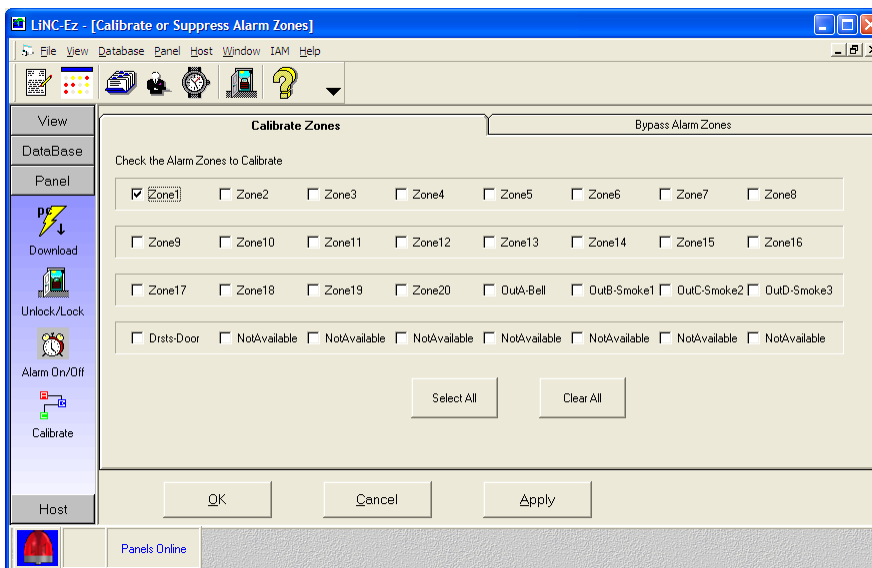 LiNC-Ez - [Calibrate or Suppress Alarm Zones]
File View Database Panel Host Window IAM Help
View
DataBase
Panel
pc
Download
Unlock/Lock
Alarm On/Off
Calibrate
Host
Calibrate Zones Bypass Alarm Zones
Check the Alarm Zones to Calibrate
Zone1 Zone2 Zone3 Zone4 Zone5 Zone6 Zone7 Zone8
Zone9 Zone10 Zone11 Zone12 Zone13 Zone14 Zone15 Zone16
Zone17 Zone18 Zone19 Zone20 OutA-Bell OutB-Smoke1 OutC-Smoke2 OutD-Smoke3
Drsts-Door NotAvailable NotAvailable NotAvailable NotAvailable NotAvailable NotAvailable NotAvailable
Select All Clear All
OK Cancel Apply
Panels Online